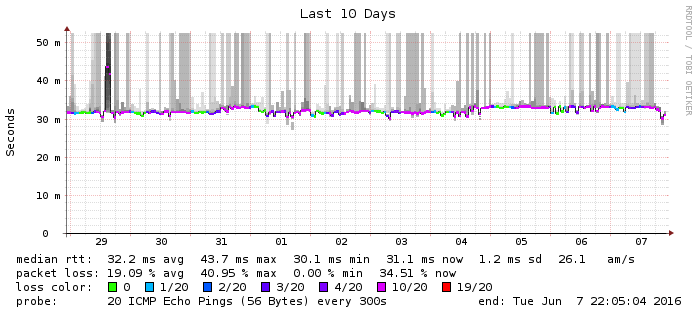 Last 10 Days
RRDTOOL / TOBI OETIKER
Seconds
50 m
40 m
30 m
20 m
10 m
0
29 30 31 01 02 03 04 05 06 07
median rtt: 32.2 ms avg 43.7 ms max 30.1 ms min 31.1 ms now 1.2 ms sd 26.1 am/s
packet loss: 19.09 % avg 40.95 % max 0.00 % min 34.51 % now
loss color: 0 1/20 2/20 3/20 4/20 10/20 19/20
probe: 20 ICMP Echo Pings (56 Bytes) every 300s end: Tue Jun 7 22:05:04 2016